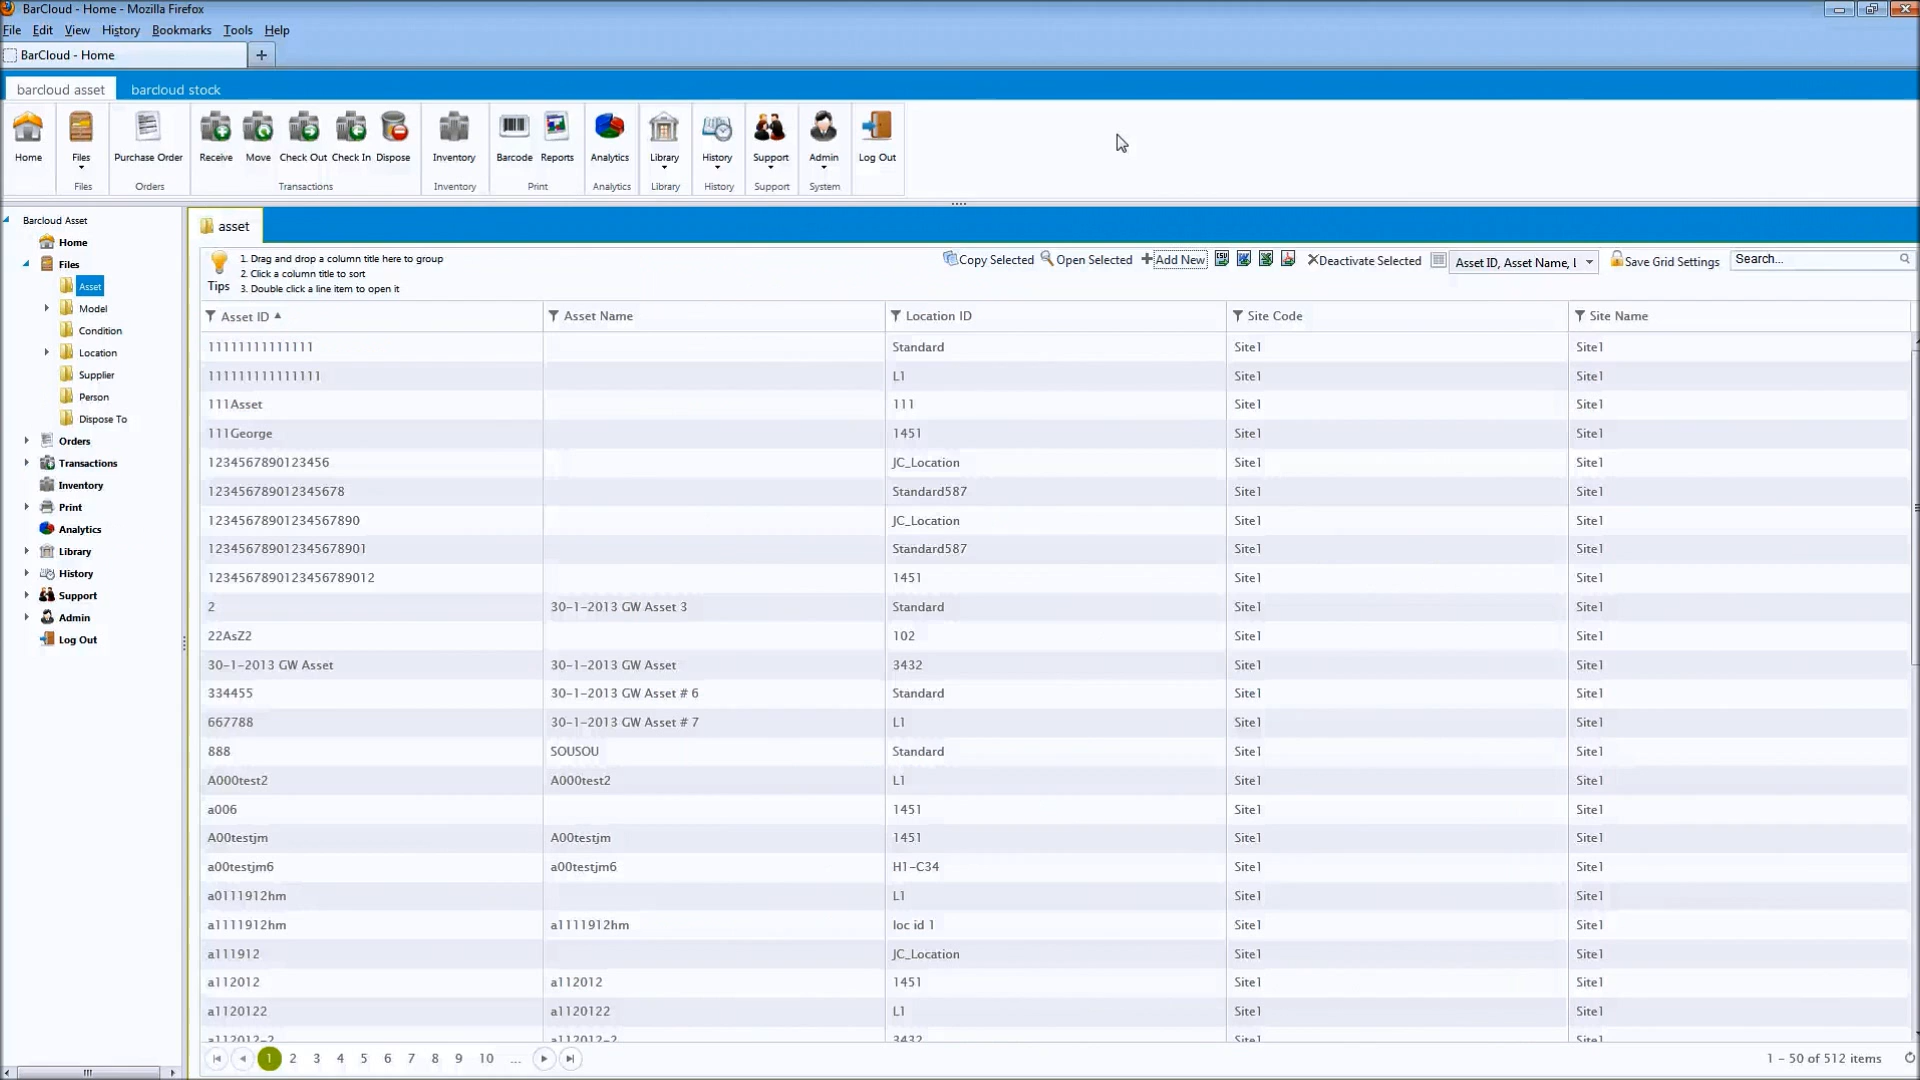 BarCloud - Home - Mozilla Firefox
File Edit View History Bookmarks Tools Help
BarCloud - Home +
barcloud asset barcloud stock
Home Files Purchase Order Receive Move Check Out Check In Dispose Inventory Barcode Reports Analytics Library History Support Admin Log Out
Files Orders Transactions Inventory Print Analytics Library History Support System
Barcloud Asset
Home
Files
Asset
Model
Condition
Location
Supplier
Person
Dispose To
Orders
Transactions
Inventory
Print
Analytics
Library
History
Support
Admin
Log Out
asset
Tips
1. Drag and drop a column title here to group
2. Click a column title to sort
3. Double click a line item to open it
Copy Selected Open Selected +Add New Deactivate Selected Asset ID, Asset Name, l Save Grid Settings Search...
Asset ID Asset Name Location ID Site Code Site Name
11111111111111 Standard Site1 Site1
111111111111111 L1 Site1 Site1
111Asset 111 Site1 Site1
111George 1451 Site1 Site1
1234567890123456 JC_Location Site1 Site1
123456789012345678 Standard587 Site1 Site1
12345678901234567890 JC_Location Site1 Site1
123456789012345678901 Standard587 Site1 Site1
1234567890123456789012 1451 Site1 Site1
2 30-1-2013 GW Asset 3 Standard Site1 Site1
22AsZ2 102 Site1 Site1
30-1-2013 GW Asset 30-1-2013 GW Asset 3432 Site1 Site1
334455 30-1-2013 GW Asset # 6 Standard Site1 Site1
667788 30-1-2013 GW Asset # 7 L1 Site1 Site1
888 SOUSOU Standard Site1 Site1
A000test2 A000test2 L1 Site1 Site1
a006 1451 Site1 Site1
A00testjm A00testjm 1451 Site1 Site1
a00testjm6 a00testjm6 H1-C34 Site1 Site1
a0111912hm L1 Site1 Site1
a1111912hm a1111912hm loc id 1 Site1 Site1
a111912 JC_Location Site1 Site1
a112012 a112012 1451 Site1 Site1
a1120122 a1120122 L1 Site1 Site1
a112012-2 a112012-2 3432 Site1 Site1
1 2 3 4 5 6 7 8 9 10 ... 1 - 50 of 512 items